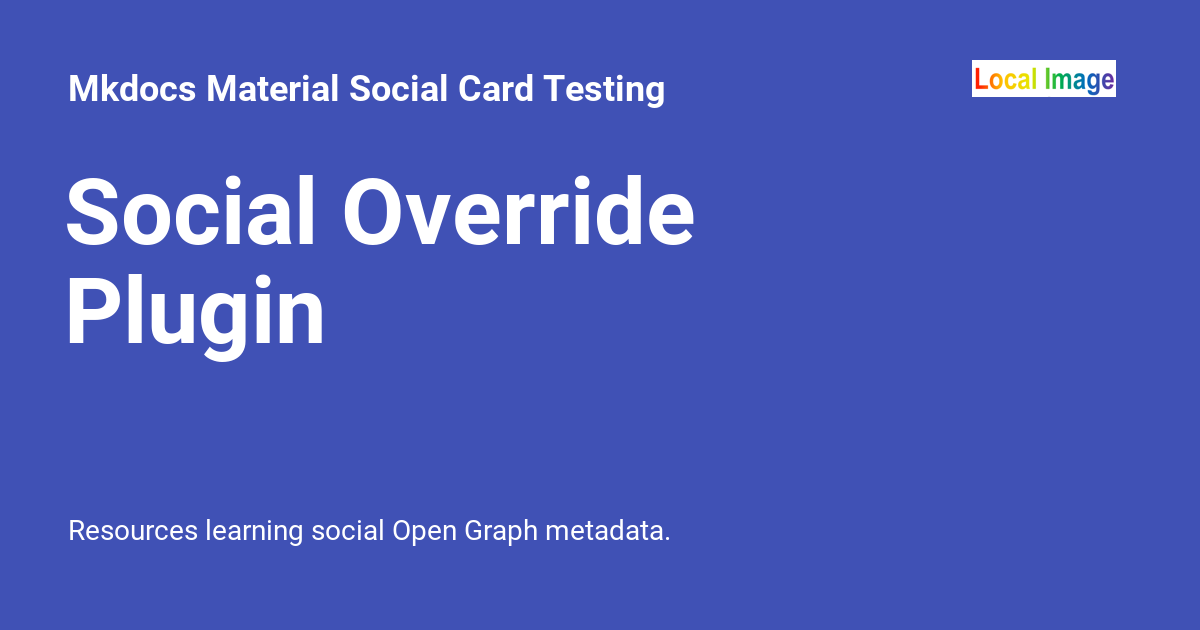 Mkdocs Material Social Card Testing
Local Image
Social Override
Plugin
Resources learning social Open Graph metadata.